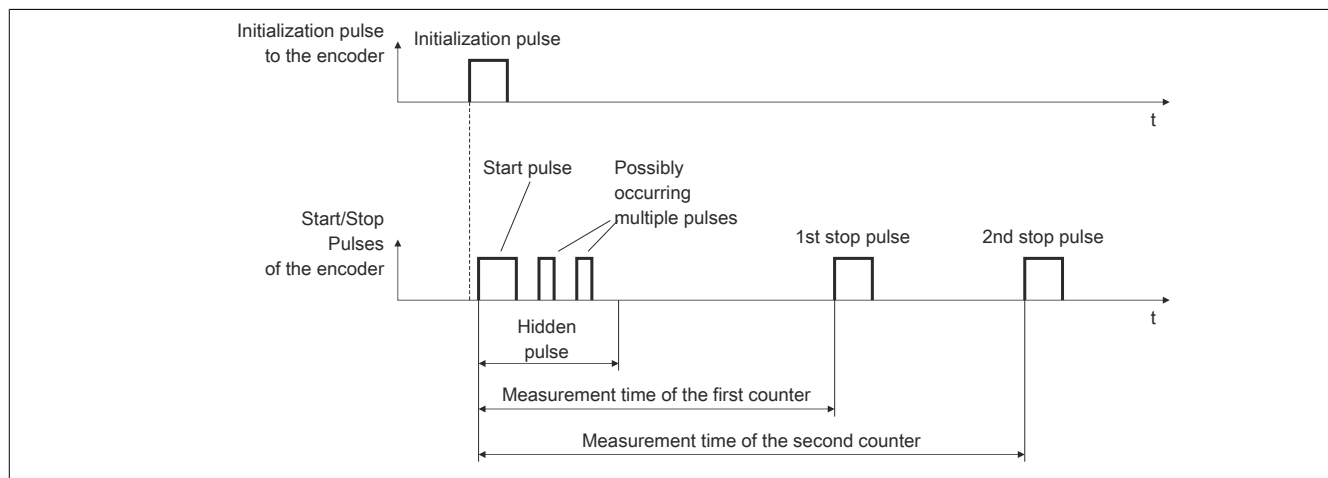 Initialization pulse
to the encoder
Initialization pulse
t
Start pulse
Possibly
occurring
multiple pulses
Start/Stop
Pulses
of the encoder
1st stop pulse
2nd stop pulse
t
Hidden
pulse
Measurement time of the first counter
Measurement time of the second counter